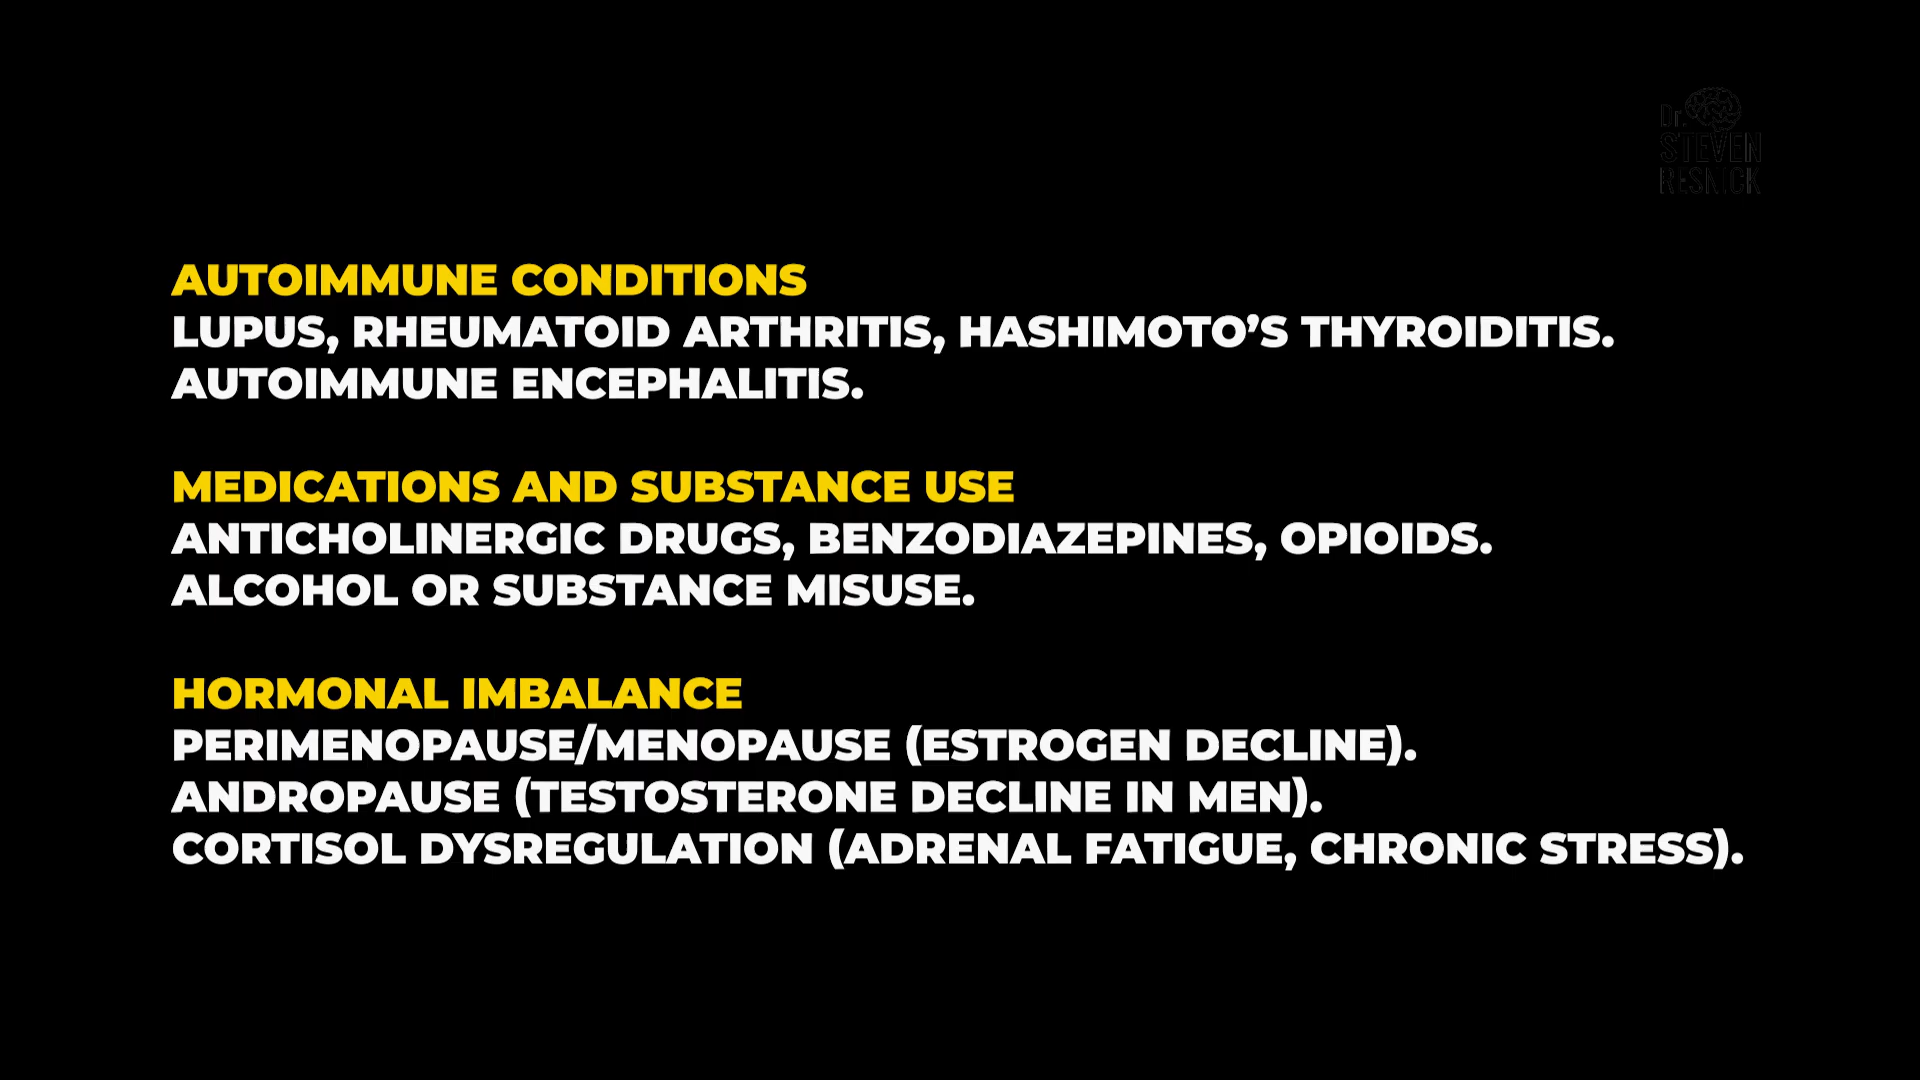 Dr.
STEVEN
RESNICK
AUTOIMMUNE CONDITIONS
LUPUS, RHEUMATOID ARTHRITIS, HASHIMOTO’S THYROIDITIS.
AUTOIMMUNE ENCEPHALITIS.
MEDICATIONS AND SUBSTANCE USE
ANTICHOLINERGIC DRUGS, BENZODIAZEPINES, OPIOIDS.
ALCOHOL OR SUBSTANCE MISUSE.
HORMONAL IMBALANCE
PERIMENOPAUSE/MENOPAUSE (ESTROGEN DECLINE).
ANDROPAUSE (TESTOSTERONE DECLINE IN MEN).
CORTISOL DYSREGULATION (ADRENAL FATIGUE, CHRONIC STRESS).